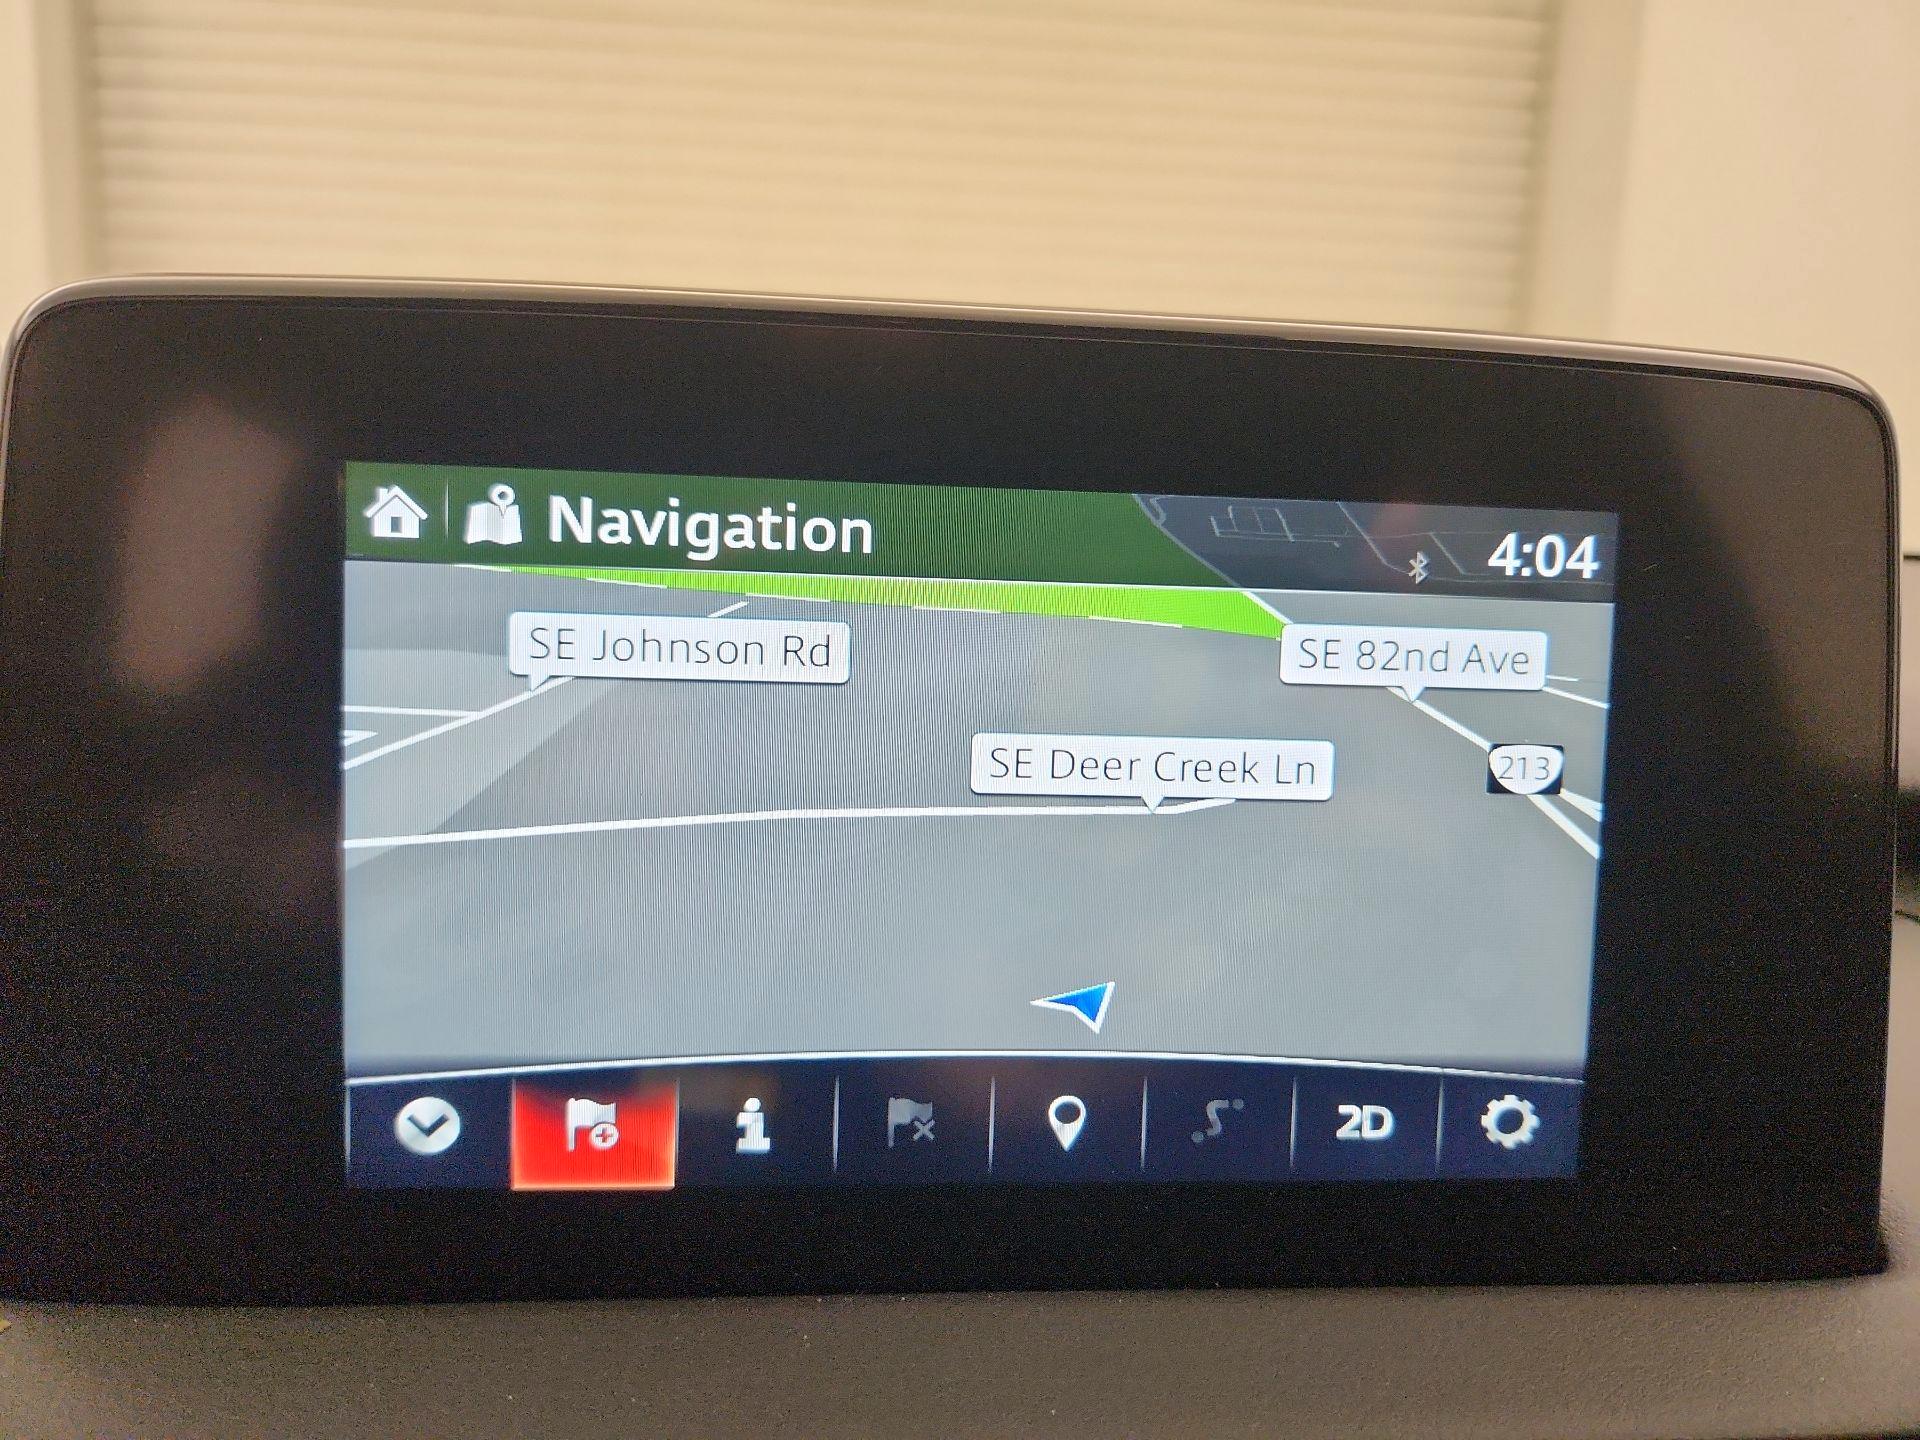 Navigation
4:04
SE Johnson Rd
SE 82nd Ave
SE Deer Creek Ln
213
2D